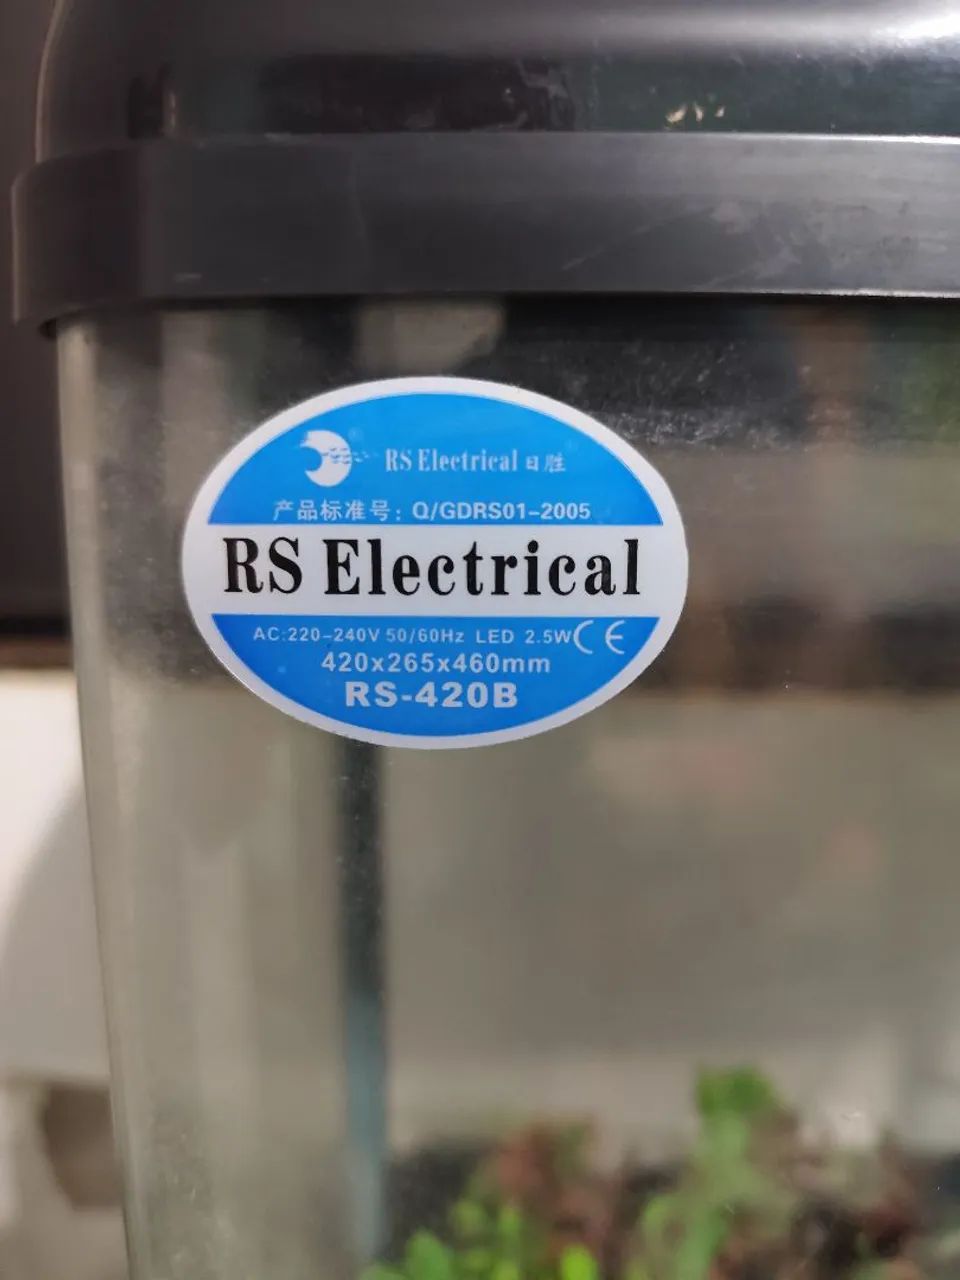 RS Electrical 日胜
产品标准号: Q/GDRS01-2005
RS Electrical
AC:220-240V 50/60Hz LED 2.5W CE
420x265x460mm
RS-420B